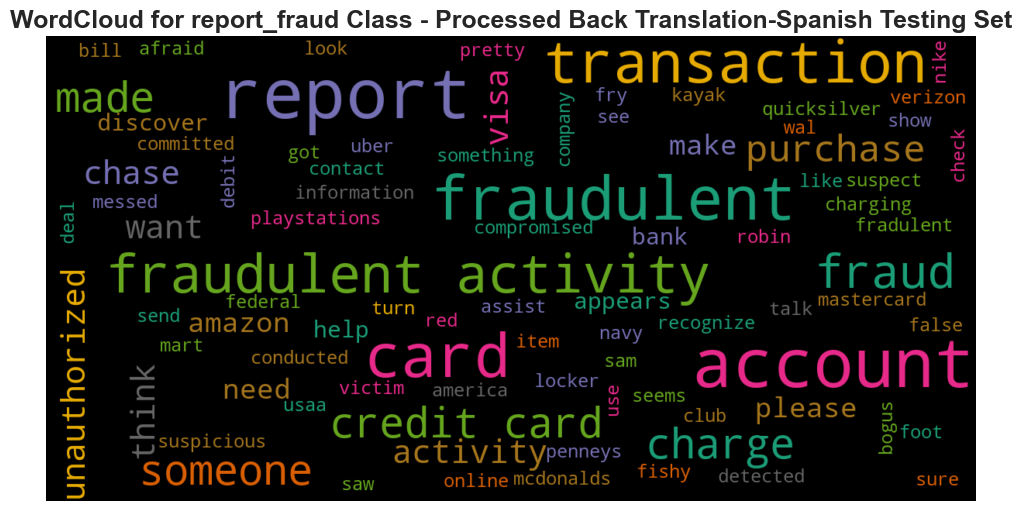 WordCloud for report_fraud Class - Processed Back Translation-Spanish Testing Set
bill
afraid
look
pretty
transaction
nike
made
report
visa
company
fry
kayak
quicksilver
verizon
discover
see
wal
show
committed
got
uber
something
make
purchase
check
chase
debit
contact
information
fraudulent
like
suspect
messed
deal
playstations
compromised
charging
want
bank
robin
fradulent
fraudulent activity
fraud
unauthorized
federal
turn
assist
appears
talk
mastercard
send
amazon
help
red
item
navy
recognize
false
mart
conducted
card
sam
account
think
need
victim
america
locker
use
seems
usaa
credit card
club
please
bogus
foot
suspicious
activity
penneys
charge
someone
saw
online
mcdonalds
fishy
detected
sure